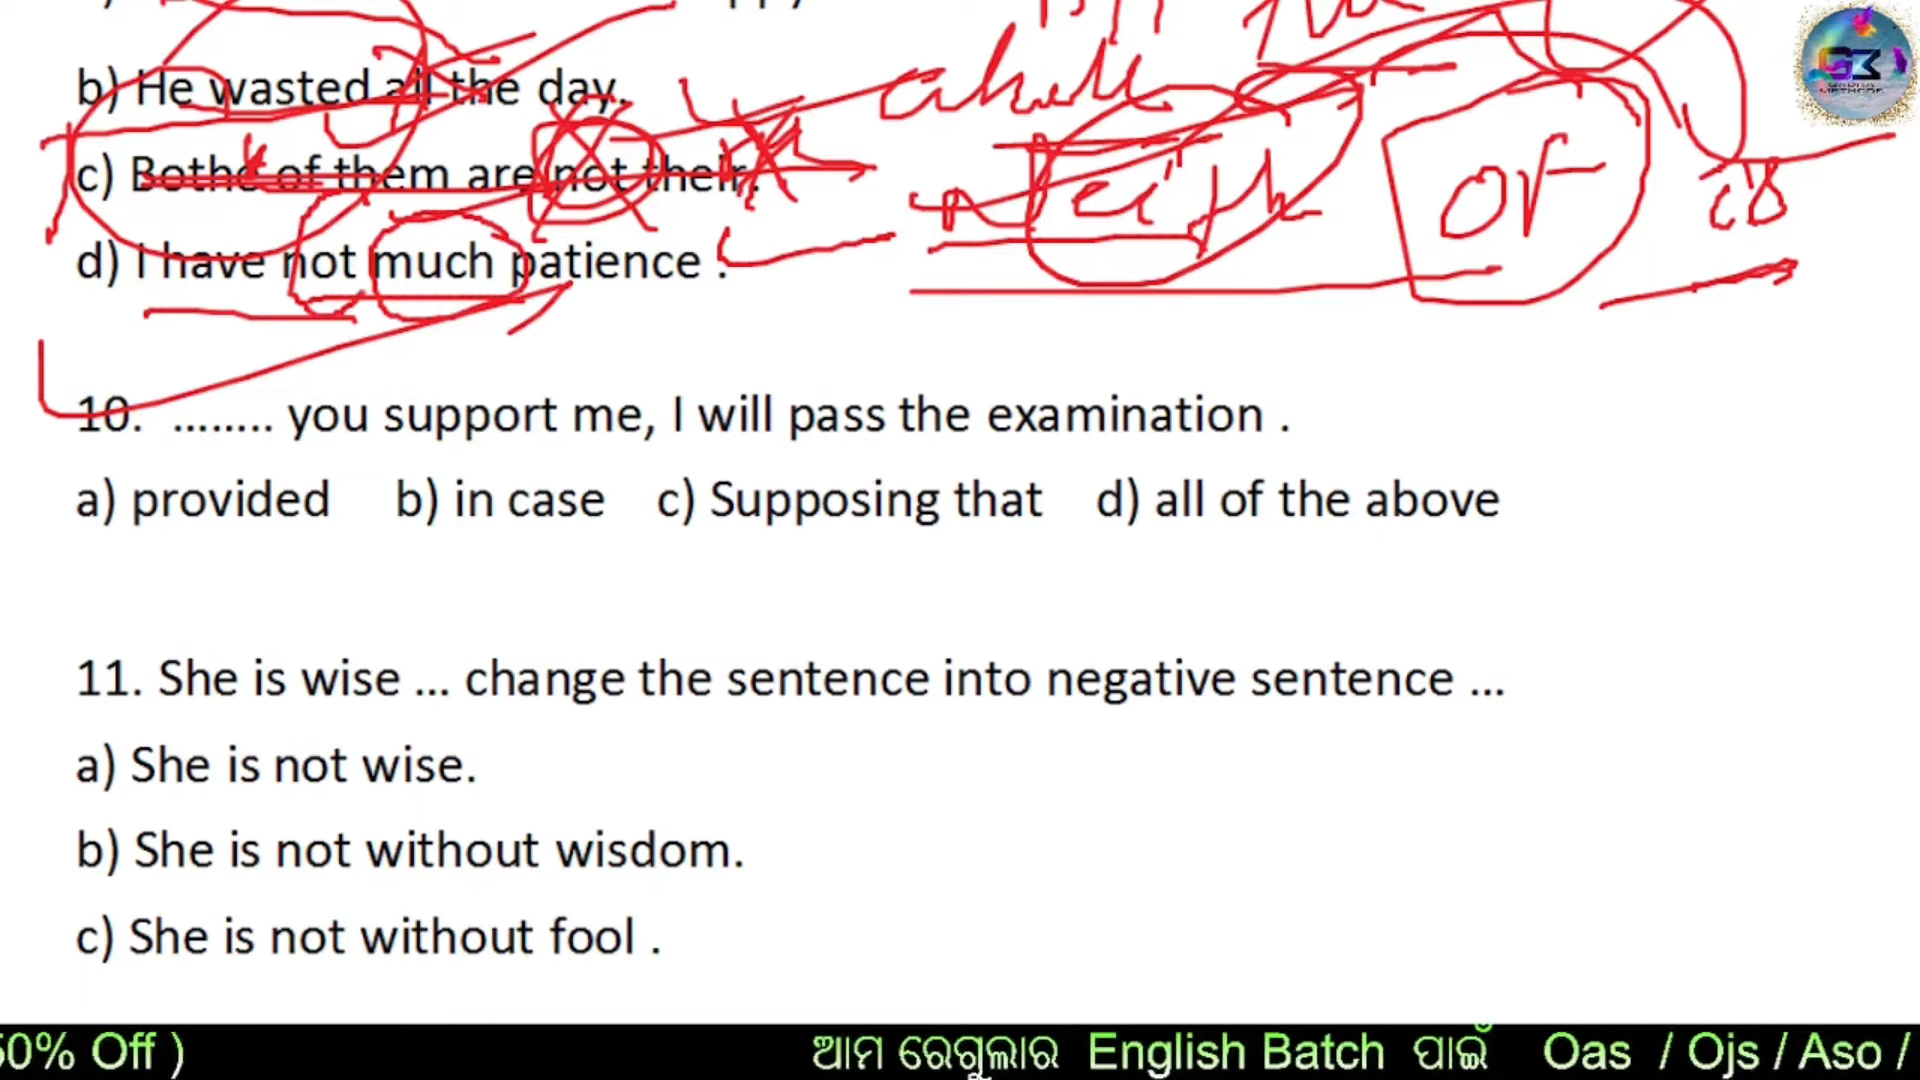 b) He wasted all the day.
c) Bothe of them are not their.
d) I have not much patience .
or
10. ........ you support me, I will pass the examination .
a) provided b) in case c) Supposing that d) all of the above
11. She is wise ... change the sentence into negative sentence ...
a) She is not wise.
b) She is not without wisdom.
c) She is not without fool .
50% Off ) ଆମ ରେଗୁଲାର English Batch ପାଇଁ Oas / Ojs / Aso /